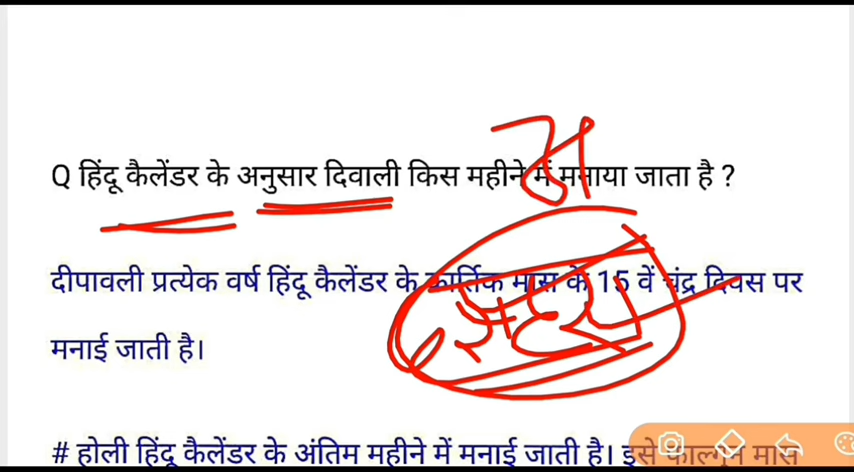 Q हिंदू कैलेंडर के अनुसार दिवाली किस महीने में मनाया जाता है ?
दीपावली प्रत्येक वर्ष हिंदू कैलेंडर के कार्तिक मास के 15 वें चंद्र दिवस पर
मनाई जाती है।
# होली हिंदू कैलेंडर के अंतिम महीने में मनाई जाती है। इसे फाल्गुन मास